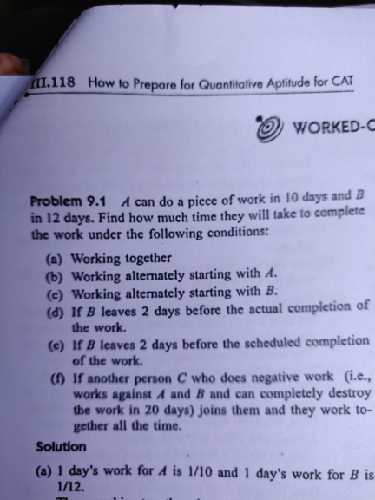 III.118 How to Prepare for Quantitative Aptitude for CAT
WORKED-
Problem 9.1 A can do a piece of work in 10 days and B
in 12 days. Find how much time they will take to complete
the work under the following conditions:
(a) Working together
(b) Working alternately starting with A.
(c) Working alternately starting with B.
(d) If B leaves 2 days before the actual completion of
the work.
(e) If B leaves 2 days before the scheduled completion
of the work.
(f) If another person C who does negative work (i.e.,
works against A and B and can completely destroy
the work in 20 days) joins them and they work to-
gether all the time.
Solution
(a) 1 day's work for A is 1/10 and 1 day's work for B is
1/12.